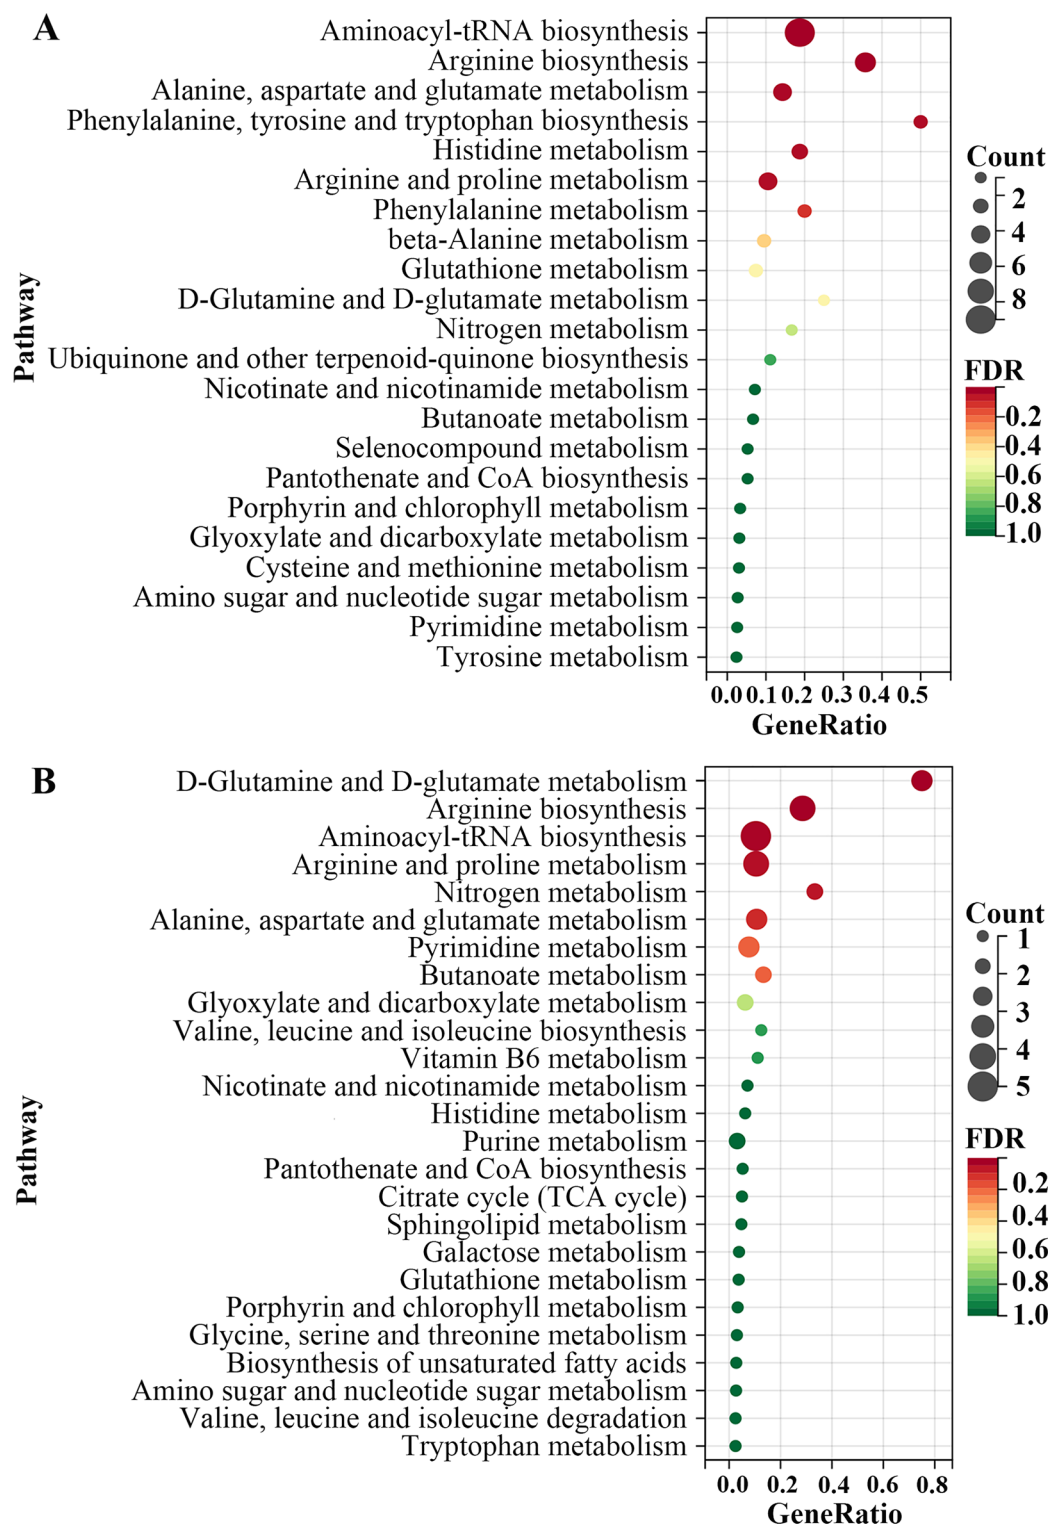 A
Aminoacyl-tRNA biosynthesis
Arginine biosynthesis
Alanine, aspartate and glutamate metabolism
Phenylalanine, tyrosine and tryptophan biosynthesis
Histidine metabolism
Arginine and proline metabolism
Phenylalanine metabolism
beta-Alanine metabolism
Glutathione metabolism
D-Glutamine and D-glutamate metabolism
Nitrogen metabolism
Ubiquinone and other terpenoid-quinone biosynthesis
Nicotinate and nicotinamide metabolism
Butanoate metabolism
Selenocompound metabolism
Pantothenate and CoA biosynthesis
Porphyrin and chlorophyll metabolism
Glyoxylate and dicarboxylate metabolism
Cysteine and methionine metabolism
Amino sugar and nucleotide sugar metabolism
Pyrimidine metabolism
Tyrosine metabolism
Pathway
0.0 0.1 0.2 0.3 0.4 0.5
GeneRatio
Count
2
4
6
8
FDR
0.2
0.4
0.6
0.8
1.0
B
D-Glutamine and D-glutamate metabolism
Arginine biosynthesis
Aminoacyl-tRNA biosynthesis
Arginine and proline metabolism
Nitrogen metabolism
Alanine, aspartate and glutamate metabolism
Pyrimidine metabolism
Butanoate metabolism
Glyoxylate and dicarboxylate metabolism
Valine, leucine and isoleucine biosynthesis
Vitamin B6 metabolism
Nicotinate and nicotinamide metabolism
Histidine metabolism
Purine metabolism
Pantothenate and CoA biosynthesis
Citrate cycle (TCA cycle)
Sphingolipid metabolism
Galactose metabolism
Glutathione metabolism
Porphyrin and chlorophyll metabolism
Glycine, serine and threonine metabolism
Biosynthesis of unsaturated fatty acids
Amino sugar and nucleotide sugar metabolism
Valine, leucine and isoleucine degradation
Tryptophan metabolism
Pathway
0.0 0.2 0.4 0.6 0.8
GeneRatio
Count
1
2
3
4
5
FDR
0.2
0.4
0.6
0.8
1.0